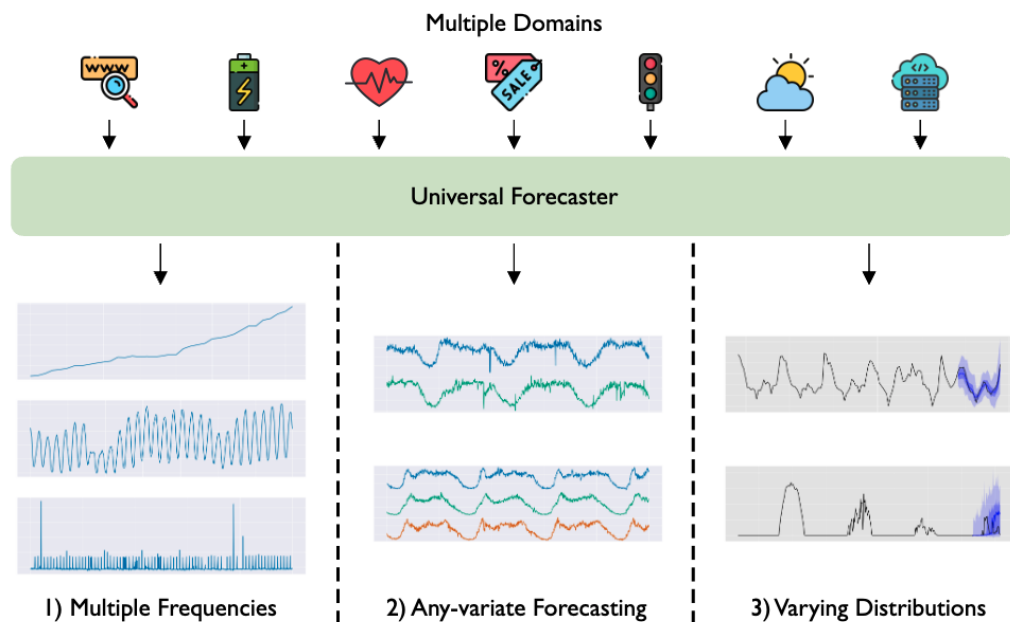 Multiple Domains
www
%
SALE
</>
Universal Forecaster
1) Multiple Frequencies
2) Any-variate Forecasting
3) Varying Distributions